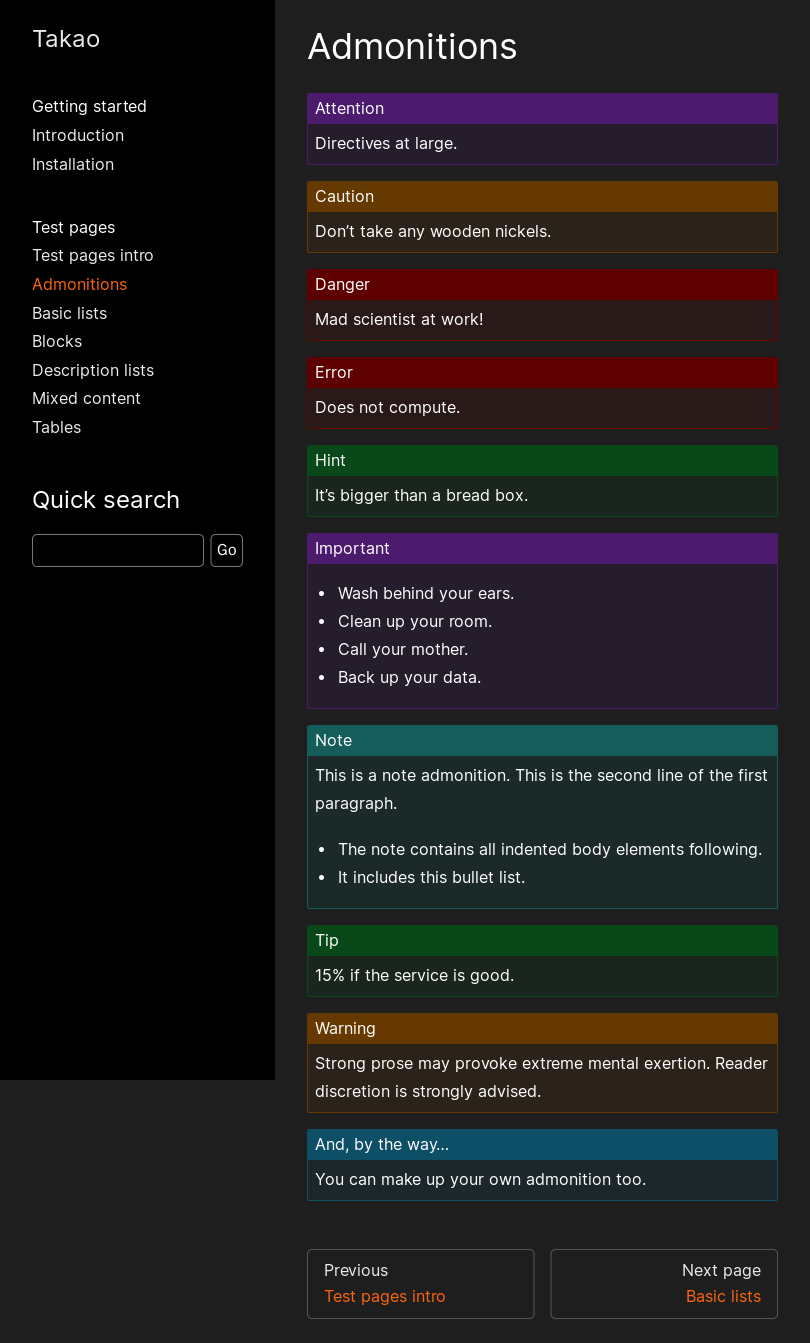 Takao
Getting started
Introduction
Installation
Test pages
Test pages intro
Admonitions
Basic lists
Blocks
Description lists
Mixed content
Tables
Quick search
Go
Admonitions
Attention
Directives at large.
Caution
Don’t take any wooden nickels.
Danger
Mad scientist at work!
Error
Does not compute.
Hint
It’s bigger than a bread box.
Important
• Wash behind your ears.
• Clean up your room.
• Call your mother.
• Back up your data.
Note
This is a note admonition. This is the second line of the first
paragraph.
• The note contains all indented body elements following.
• It includes this bullet list.
Tip
15% if the service is good.
Warning
Strong prose may provoke extreme mental exertion. Reader
discretion is strongly advised.
And, by the way…
You can make up your own admonition too.
Previous
Test pages intro
Next page
Basic lists